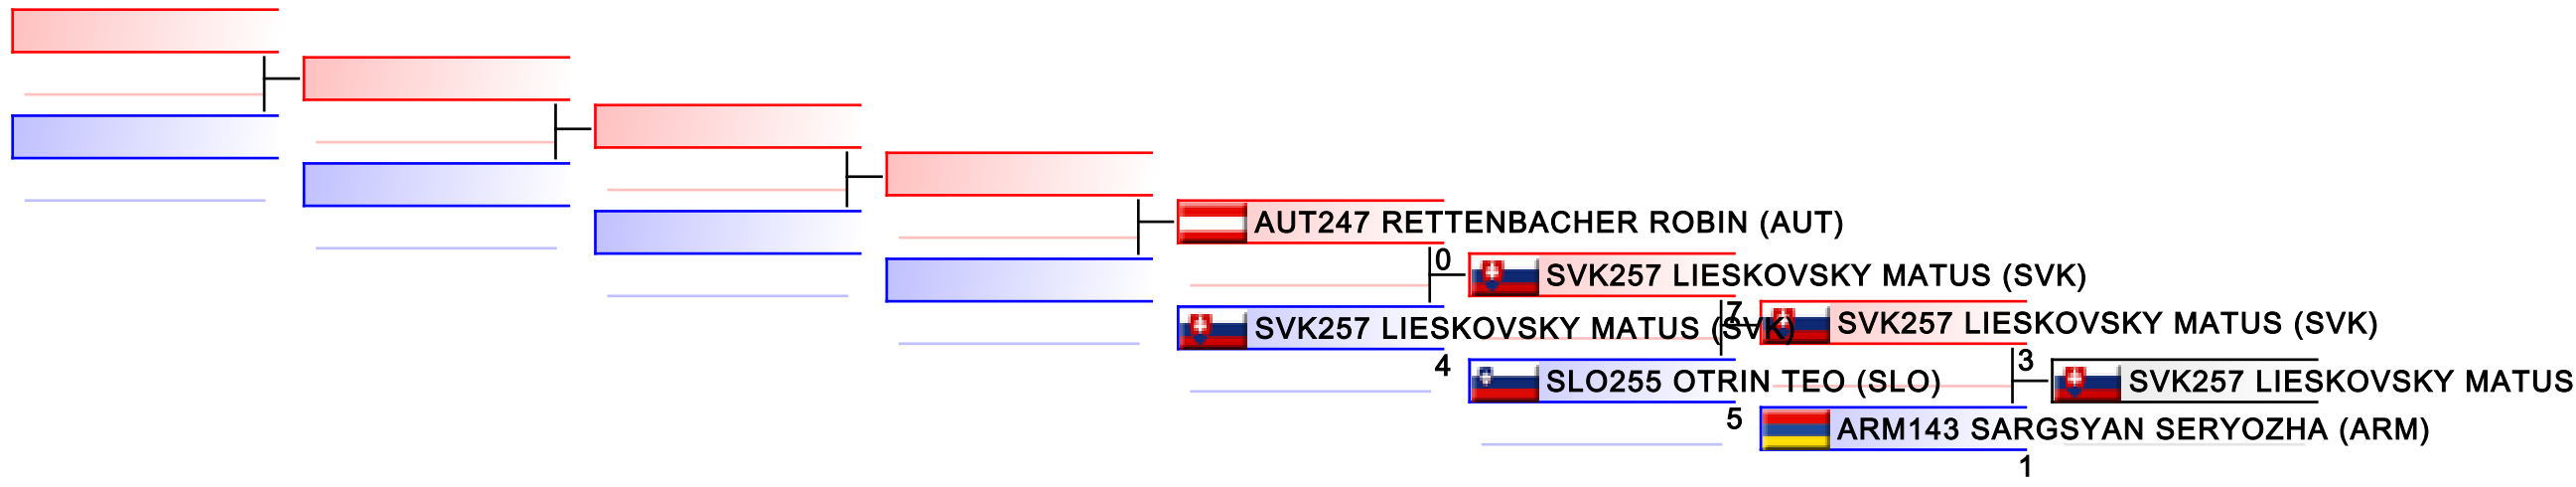 AUT247 RETTENBACHER ROBIN (AUT)
0
SVK257 LIESKOVSKY MATUS (SVK)
SVK257 LIESKOVSKY MATUS (SVK)
4
7
SVK257 LIESKOVSKY MATUS (SVK)
SLO255 OTRIN TEO (SLO)
5
3
SVK257 LIESKOVSKY MATUS
ARM143 SARGSYAN SERYOZHA (ARM)
1